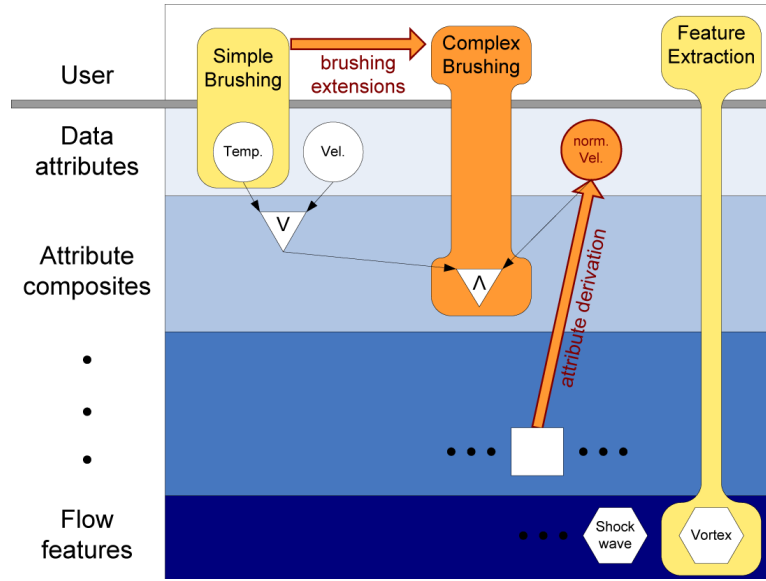 Simple
Brushing
brushing
extensions
Complex
Brushing
Feature
Extraction
User
Data
attributes
Temp.
Vel.
norm.
Vel.
V
Attribute
composites
Λ
attribute derivation
Flow
features
Shock
wave
Vortex